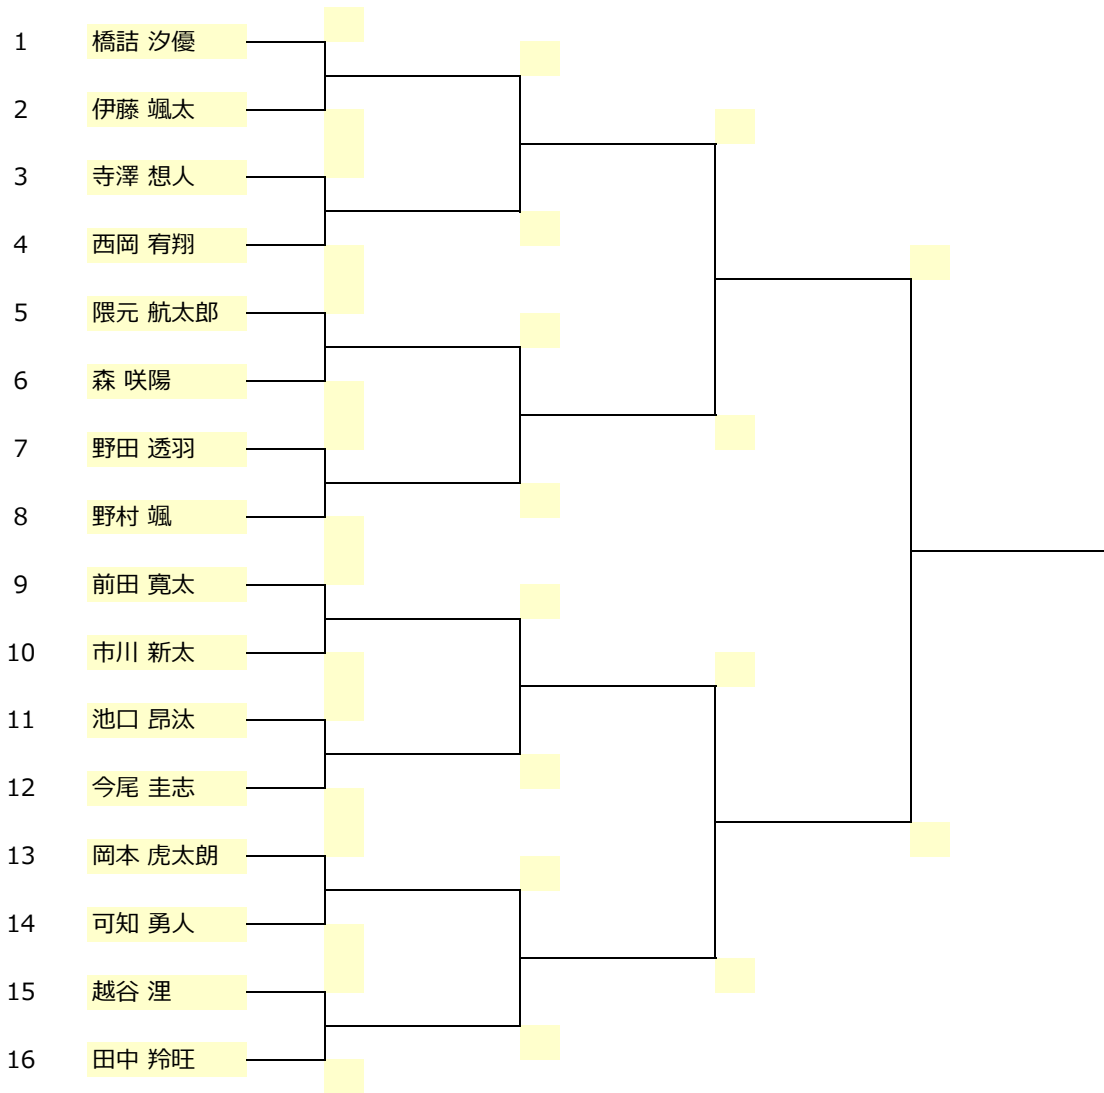 1 橋詰 汐優
2 伊藤 颯太
3 寺澤 想人
4 西岡 宥翔
5 隈元 航太郎
6 森 咲陽
7 野田 透羽
8 野村 颯
9 前田 寛太
10 市川 新太
11 池口 昂汰
12 今尾 圭志
13 岡本 虎太朗
14 可知 勇人
15 越谷 浬
16 田中 羚旺